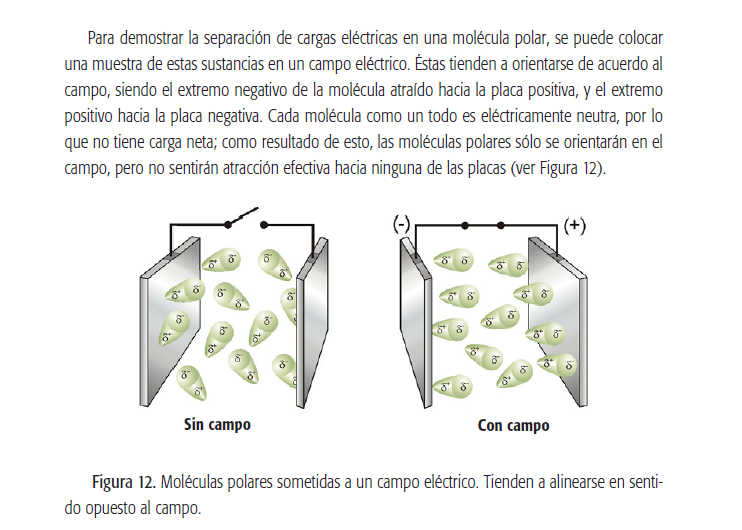 Para demostrar la separación de cargas eléctricas en una molécula polar, se puede colocar
una muestra de estas sustancias en un campo eléctrico. Éstas tienden a orientarse de acuerdo al
campo, siendo el extremo negativo de la molécula atraído hacia la placa positiva, y el extremo
positivo hacia la placa negativa. Cada molécula como un todo es eléctricamente neutra, por lo
que no tiene carga neta; como resultado de esto, las moléculas polares sólo se orientarán en el
campo, pero no sentirán atracción efectiva hacia ninguna de las placas (ver Figura 12).
(-) (+)
δ⁺ δ⁻
Sin campo
Con campo
Figura 12. Moléculas polares sometidas a un campo eléctrico. Tienden a alinearse en senti-
do opuesto al campo.